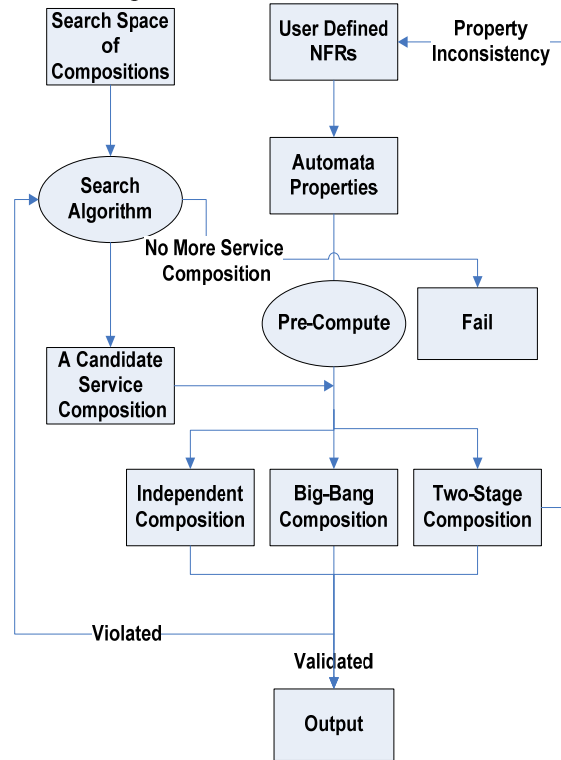 Search Space
of
Compositions
User Defined
NFRs
Property
Inconsistency
Automata
Properties
Search
Algorithm
No More Service
Composition
Pre-Compute
Fail
A Candidate
Service
Composition
Independent
Composition
Big-Bang
Composition
Two-Stage
Composition
Violated
Validated
Output